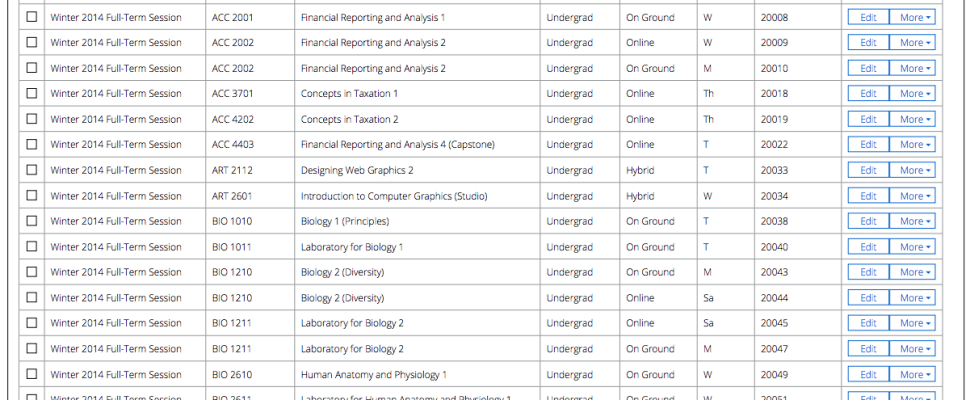 Winter 2014 Full-Term Session ACC 2001 Financial Reporting and Analysis 1 Undergrad On Ground W 20008 Edit More
Winter 2014 Full-Term Session ACC 2002 Financial Reporting and Analysis 2 Undergrad Online W 20009 Edit More
Winter 2014 Full-Term Session ACC 2002 Financial Reporting and Analysis 2 Undergrad On Ground M 20010 Edit More
Winter 2014 Full-Term Session ACC 3701 Concepts in Taxation 1 Undergrad Online Th 20018 Edit More
Winter 2014 Full-Term Session ACC 4202 Concepts in Taxation 2 Undergrad Online Th 20019 Edit More
Winter 2014 Full-Term Session ACC 4403 Financial Reporting and Analysis 4 (Capstone) Undergrad Online T 20022 Edit More
Winter 2014 Full-Term Session ART 2112 Designing Web Graphics 2 Undergrad Hybrid T 20033 Edit More
Winter 2014 Full-Term Session ART 2601 Introduction to Computer Graphics (Studio) Undergrad Hybrid W 20034 Edit More
Winter 2014 Full-Term Session BIO 1010 Biology 1 (Principles) Undergrad On Ground T 20038 Edit More
Winter 2014 Full-Term Session BIO 1011 Laboratory for Biology 1 Undergrad On Ground T 20040 Edit More
Winter 2014 Full-Term Session BIO 1210 Biology 2 (Diversity) Undergrad On Ground M 20043 Edit More
Winter 2014 Full-Term Session BIO 1210 Biology 2 (Diversity) Undergrad Online Sa 20044 Edit More
Winter 2014 Full-Term Session BIO 1211 Laboratory for Biology 2 Undergrad Online Sa 20045 Edit More
Winter 2014 Full-Term Session BIO 1211 Laboratory for Biology 2 Undergrad On Ground M 20047 Edit More
Winter 2014 Full-Term Session BIO 2610 Human Anatomy and Physiology 1 Undergrad On Ground W 20049 Edit More
Winter 2014 Full-Term Session BIO 2611 Laboratory for Human Anatomy and Physiology 1 Undergrad On Ground W 20051 Edit More